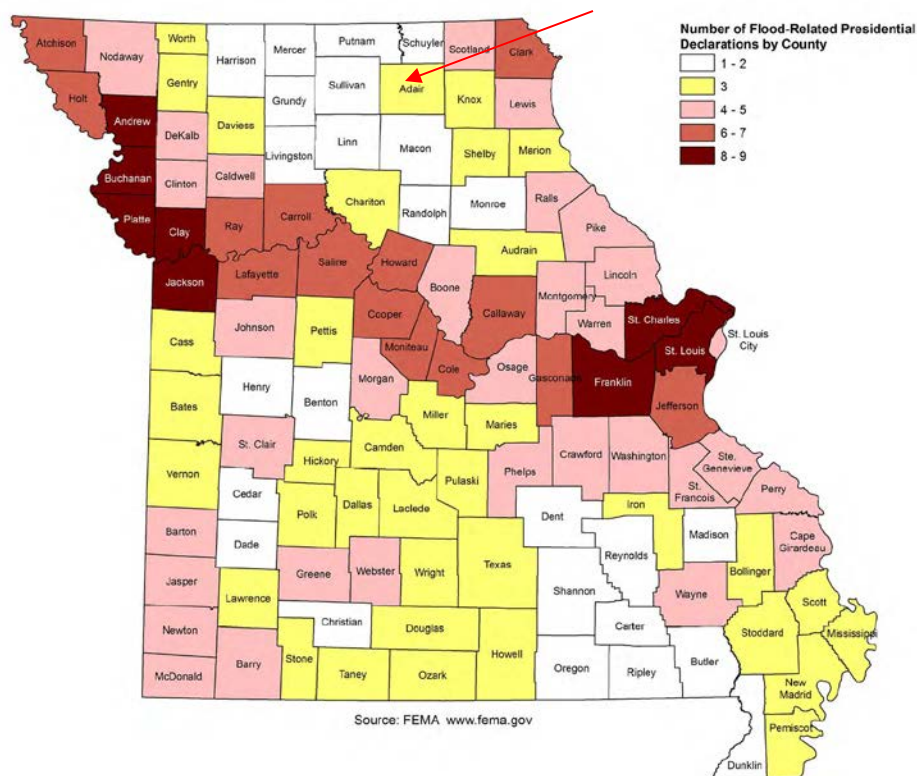 Number of Flood-Related Presidential
Declarations by County
1 - 2
3
4 - 5
6 - 7
8 - 9
Atchison
Nodaway
Worth
Harrison
Mercer
Putnam
Schuyler
Scotland
Clark
Holt
Gentry
Grundy
Sullivan
Adair
Knox
Lewis
Andrew
DeKalb
Daviess
Livingston
Linn
Macon
Shelby
Marion
Buchanan
Clinton
Caldwell
Chariton
Randolph
Monroe
Ralls
Pike
Platte
Clay
Ray
Carroll
Audrain
Jackson
Lafayette
Saline
Howard
Boone
Callaway
Montgomery
Lincoln
Warren
St. Charles
St. Louis
St. Louis
City
Cass
Johnson
Pettis
Cooper
Moniteau
Cole
Osage
Gasconade
Franklin
Jefferson
Bates
Henry
Benton
Morgan
Miller
Maries
Vernon
St. Clair
Hickory
Camden
Pulaski
Phelps
Crawford
Washington
St.
Francois
Ste.
Genevieve
Perry
Cedar
Polk
Dallas
Laclede
Dent
Iron
Madison
Cape
Girardeau
Barton
Dade
Greene
Webster
Wright
Texas
Reynolds
Bollinger
Jasper
Lawrence
Christian
Douglas
Shannon
Wayne
Scott
Newton
Carter
Stoddard
Mississippi
McDonald
Barry
Stone
Taney
Ozark
Howell
Oregon
Ripley
Butler
New
Madrid
Pemiscot
Dunklin
Source: FEMA www.fema.gov